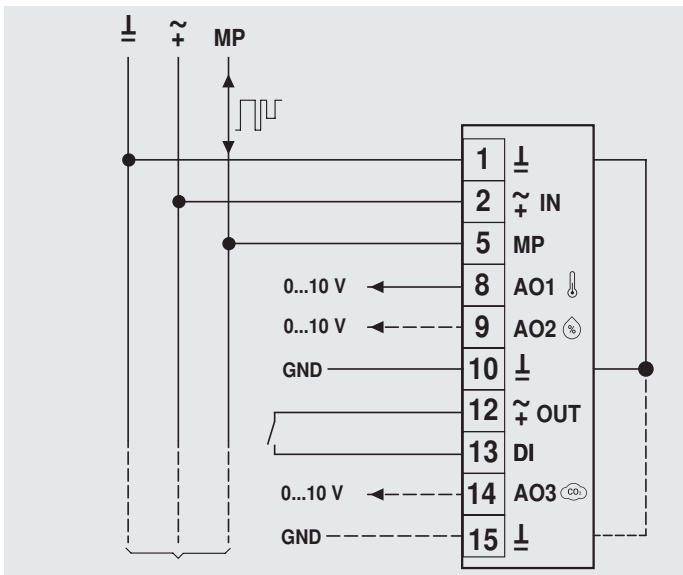 MP
1
2 IN
5 MP
0...10 V 8 AO1
0...10 V 9 AO2 %
GND 10
12 OUT
13 DI
0...10 V 14 AO3 CO₂
GND 15